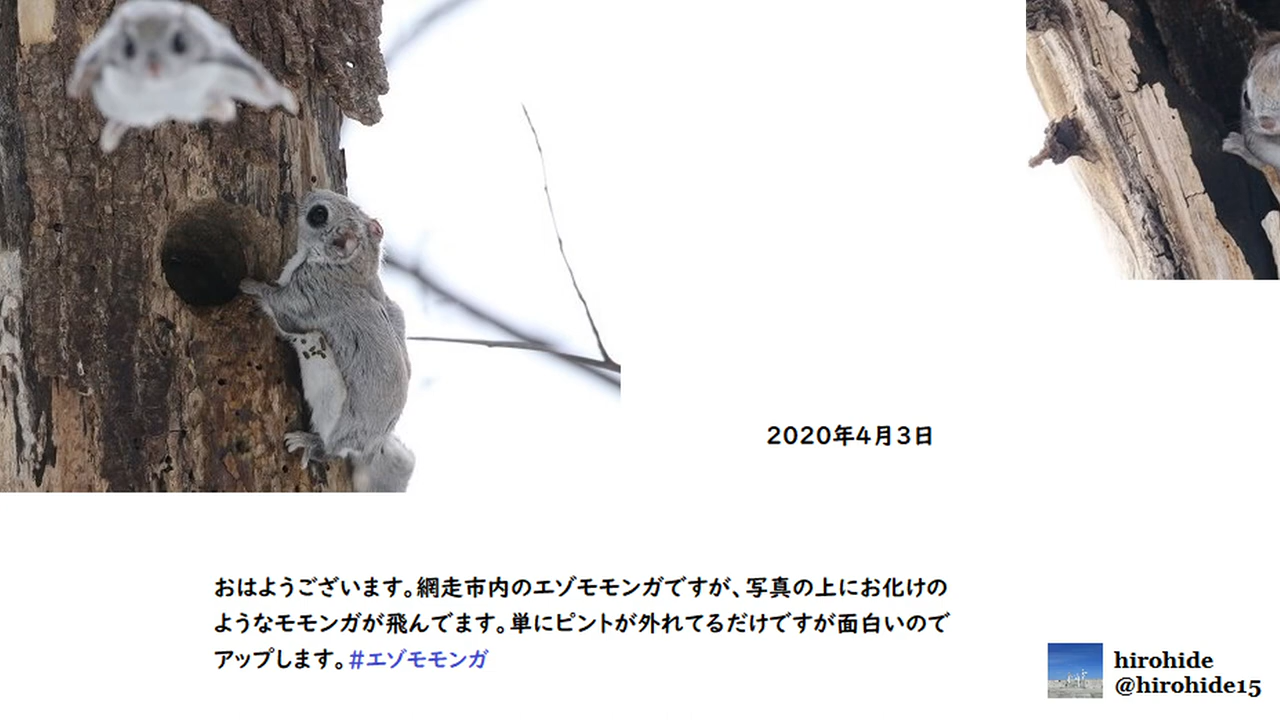 2020年4月3日
おはようございます。網走市内のエゾモモンガですが、写真の上にお化けの
ようなモモンガが飛んでます。単にピントが外れてるだけですが面白いので
アップします。#エゾモモンガ
hirohide
@hirohide15